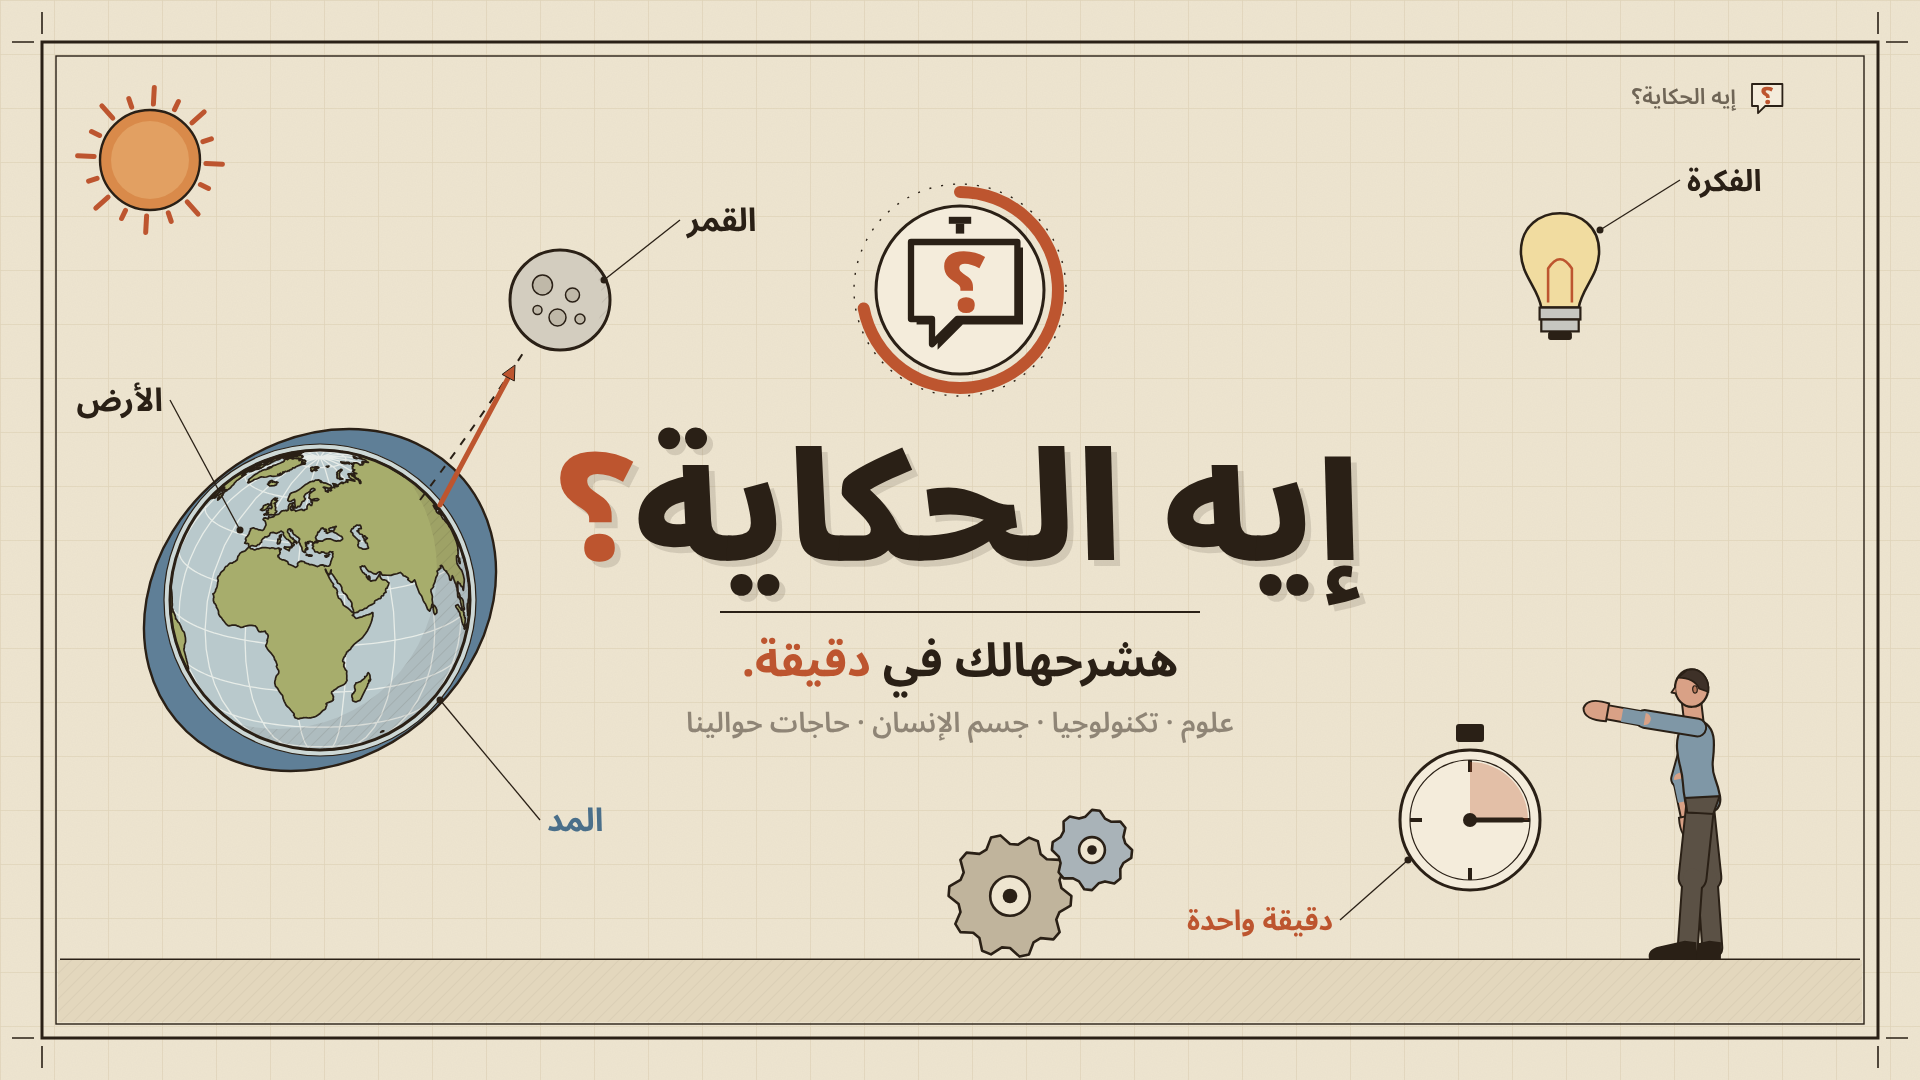 إيه الحكاية؟
الفكرة
القمر
الأرض
إيه الحكاية؟
هشرحهالك في دقيقة.
علوم · تكنولوجيا · جسم الإنسان · حاجات حوالينا
المد
دقيقة واحدة